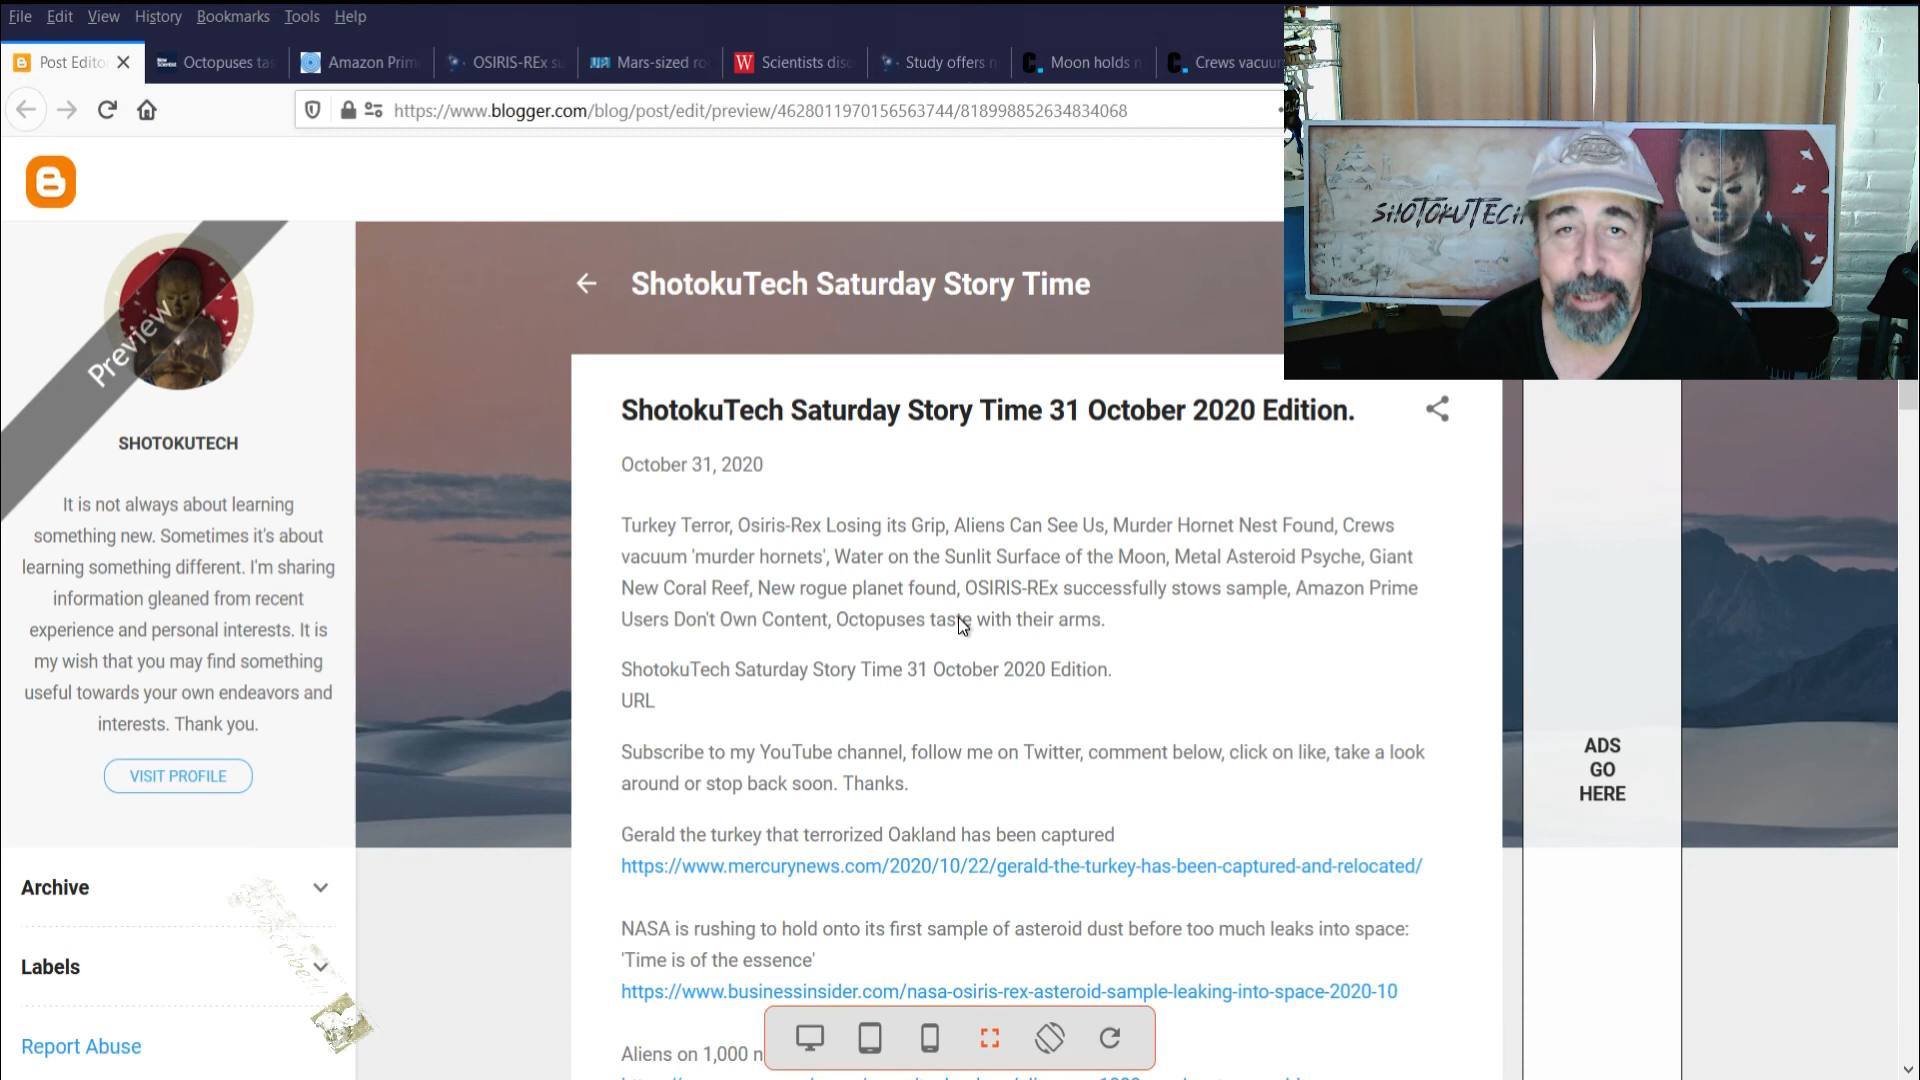 File Edit View History Bookmarks Tools Help
Post Edito Octopuses tas Amazon Prim OSIRIS-REx su Mars-sized ro Scientists disc Study offers n Moon holds n Crews vacuu
https://www.blogger.com/blog/post/edit/preview/4628011970156563744/818998852634834068
SHOTOKUTECH
Preview
ShotokuTech Saturday Story Time
ShotokuTech Saturday Story Time 31 October 2020 Edition.
October 31, 2020
SHOTOKUTECH
It is not always about learning
something new. Sometimes it's about
learning something different. I'm sharing
information gleaned from recent
experience and personal interests. It is
my wish that you may find something
useful towards your own endeavors and
interests. Thank you.
VISIT PROFILE
Archive
Labels
Report Abuse
Turkey Terror, Osiris-Rex Losing its Grip, Aliens Can See Us, Murder Hornet Nest Found, Crews
vacuum 'murder hornets', Water on the Sunlit Surface of the Moon, Metal Asteroid Psyche, Giant
New Coral Reef, New rogue planet found, OSIRIS-REx successfully stows sample, Amazon Prime
Users Don't Own Content, Octopuses taste with their arms.
ShotokuTech Saturday Story Time 31 October 2020 Edition.
URL
Subscribe to my YouTube channel, follow me on Twitter, comment below, click on like, take a look
around or stop back soon. Thanks.
Gerald the turkey that terrorized Oakland has been captured
https://www.mercurynews.com/2020/10/22/gerald-the-turkey-has-been-captured-and-relocated/
NASA is rushing to hold onto its first sample of asteroid dust before too much leaks into space:
'Time is of the essence'
https://www.businessinsider.com/nasa-osiris-rex-asteroid-sample-leaking-into-space-2020-10
Aliens on 1,000 n
ADS
GO
HERE